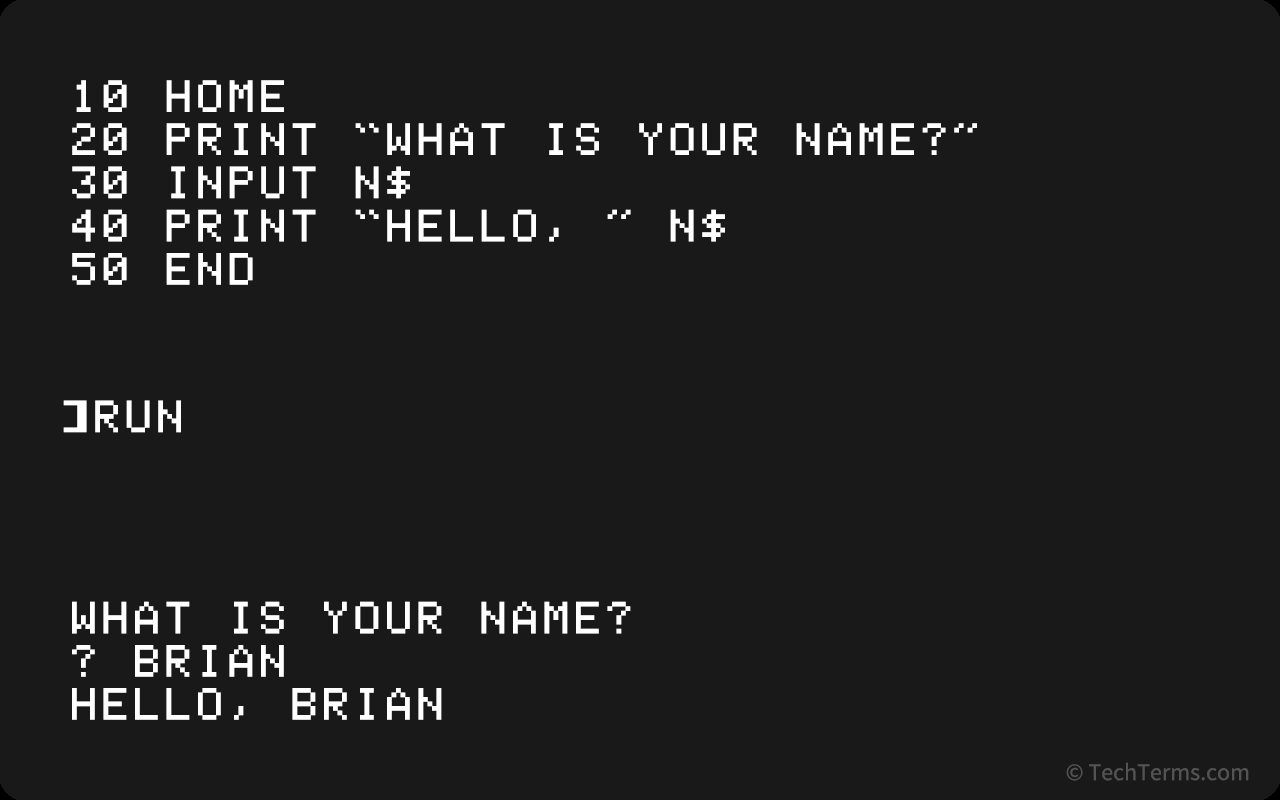 10 HOME
20 PRINT "WHAT IS YOUR NAME?"
30 INPUT N$
40 PRINT "HELLO, " N$
50 END
]RUN
WHAT IS YOUR NAME?
? BRIAN
HELLO, BRIAN
© TechTerms.com